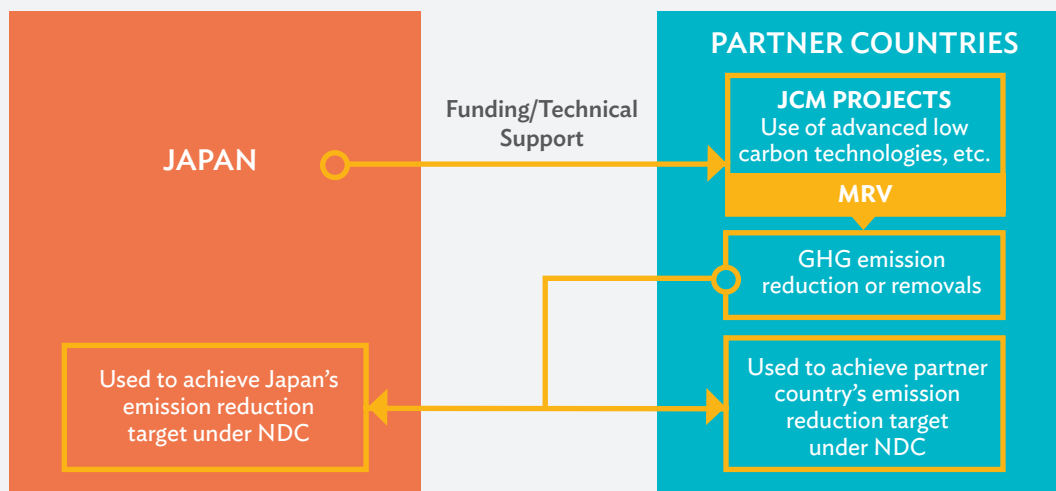 PARTNER COUNTRIES
JCM PROJECTS
Use of advanced low
carbon technologies, etc.
MRV
Funding/Technical
Support
JAPAN
GHG emission
reduction or removals
Used to achieve Japan’s
emission reduction
target under NDC
Used to achieve partner
country’s emission
reduction target
under NDC